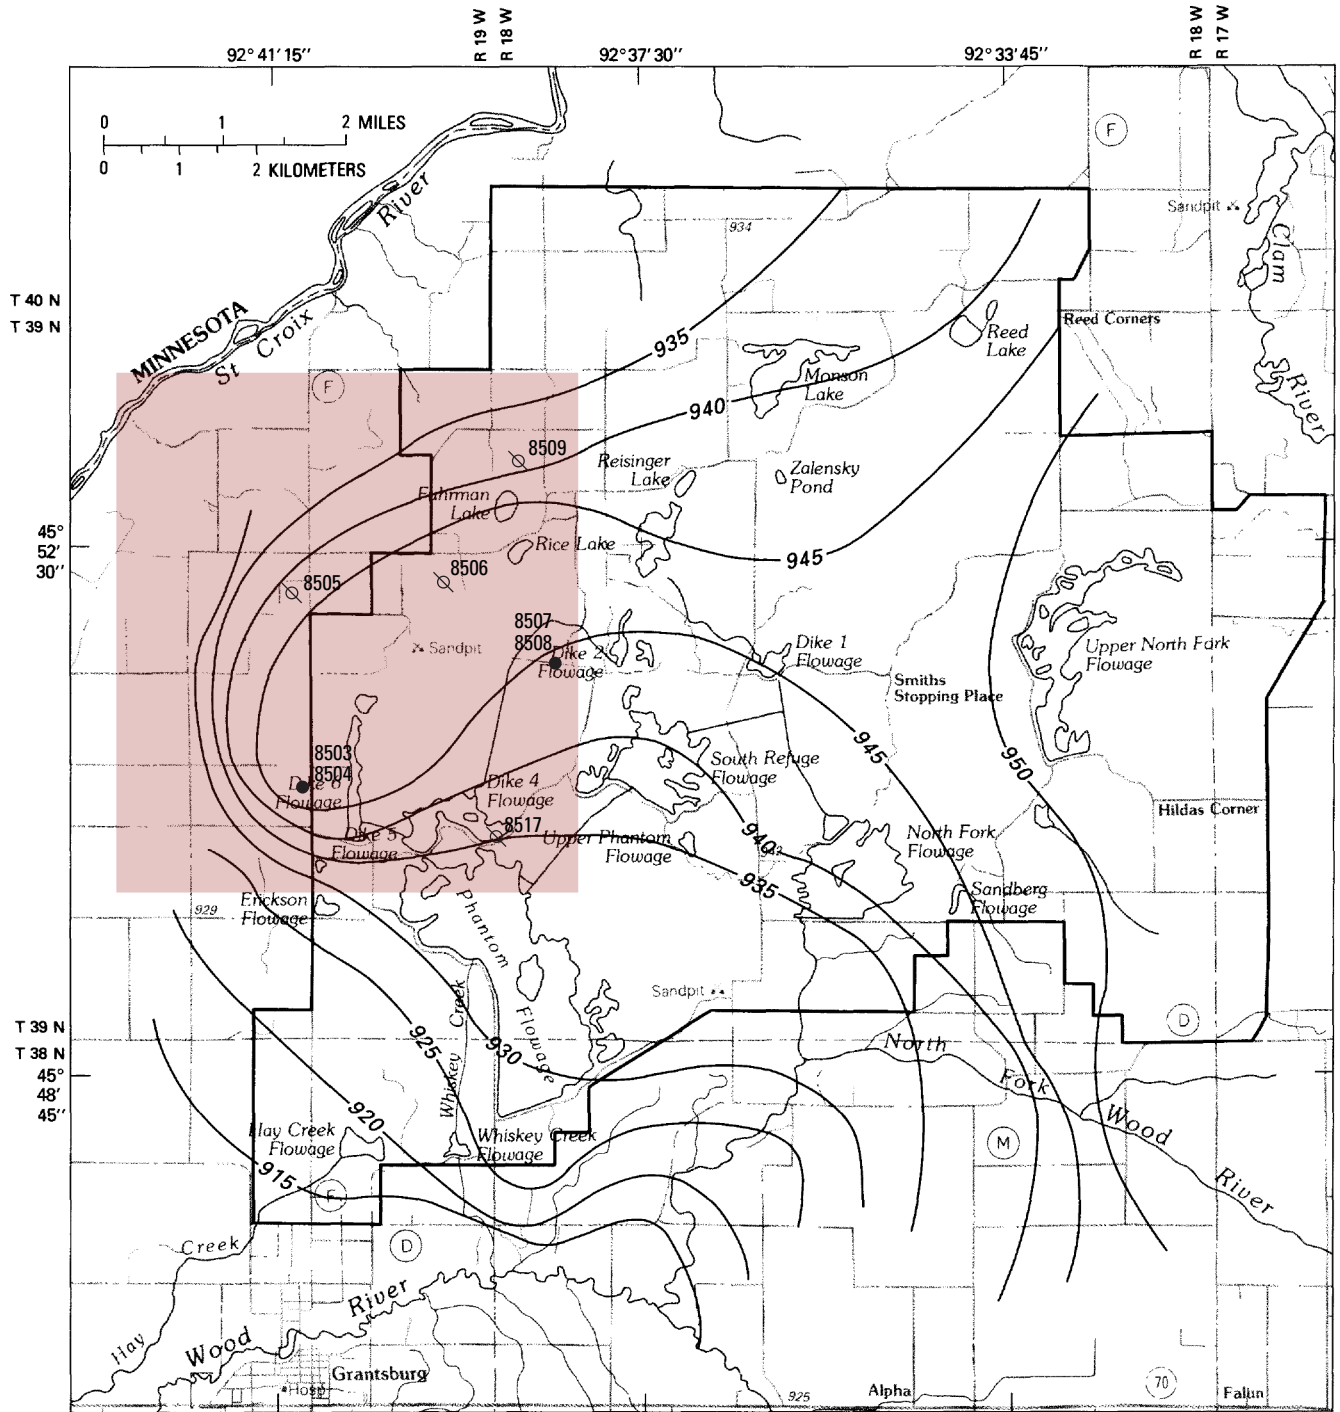 R 19 W
R 18 W
R 18 W
R 17 W
92° 41' 15"
92° 37' 30"
92° 33' 45"
0 1 2 MILES
0 1 2 KILOMETERS
F
River
Sandpit
Clam
River
934
T 40 N
T 39 N
MINNESOTA
St Croix
Reed Corners
Reed
Lake
935
Monson
Lake
F
940
8509
Reisinger
Lake
Zalensky
Pond
Fuhrman
Lake
45°
52'
30"
Rice Lake
945
8505
8506
8507
8508
Dike 2
Flowage
Sandpit
Dike 1
Flowage
Upper North Fork
Flowage
Smiths
Stopping Place
945
950
8503
8504
Dike 6
Flowage
South Refuge
Flowage
Dike 4
Flowage
Hildas Corner
8517
Dike 5
Flowage
Upper Phantom
Flowage
940
North Fork
Flowage
935
Sandberg
Flowage
Erickson
Flowage
929
Phantom
Flowage
Sandpit
D
T 39 N
T 38 N
45°
48'
45"
Whiskey Creek
925
930
North
Fork
Wood
River
920
Hay Creek
Flowage
Whiskey Creek
Flowage
M
915
F
Creek
D
Hay
Wood
River
Grantsburg
Hosp
925
Alpha
70
Falun